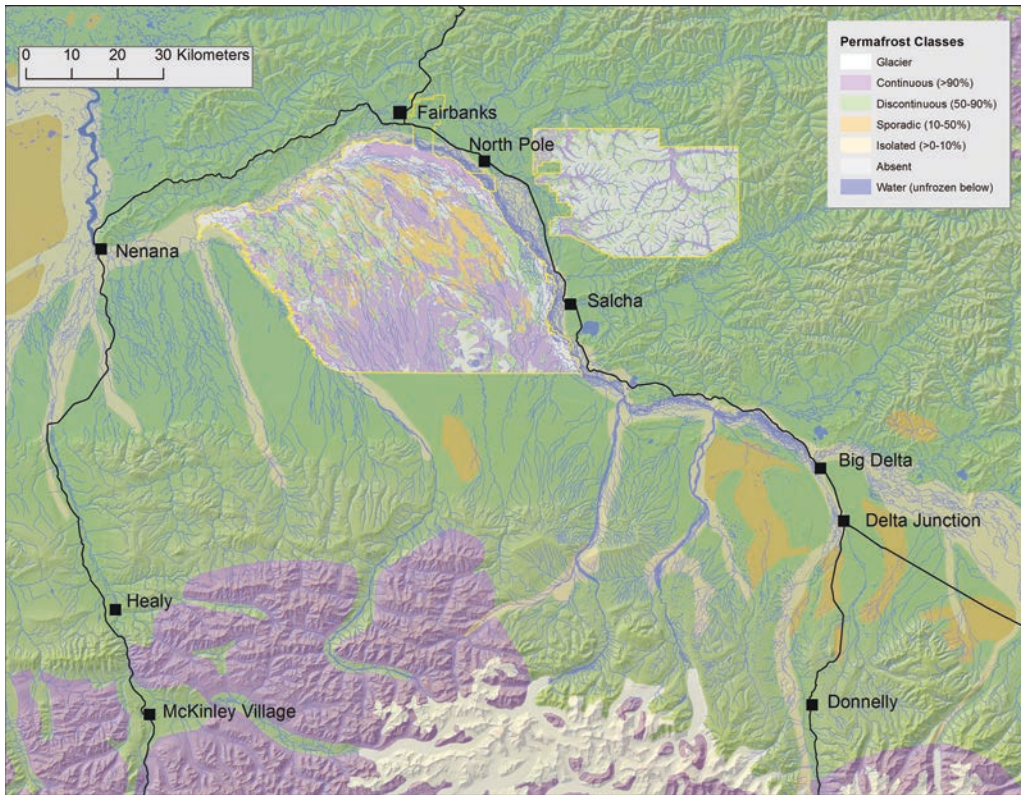 0 10 20 30 Kilometers
Permafrost Classes
Glacier
Continuous (>90%)
Discontinuous (50-90%)
Sporadic (10-50%)
Isolated (>0-10%)
Absent
Water (unfrozen below)
Fairbanks
North Pole
Nenana
Salcha
Big Delta
Delta Junction
Healy
Donnelly
McKinley Village